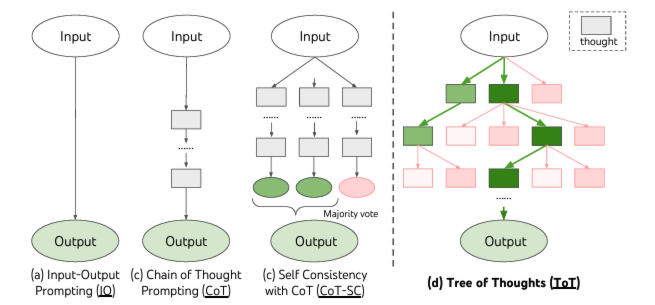 Input
Input
Input
Input
thought
......
......
......
......
......
Majority vote
Output
Output
Output
Output
(a) Input-Output
Prompting (IO)
(c) Chain of Thought
Prompting (CoT)
(c) Self Consistency
with CoT (CoT-SC)
(d) Tree of Thoughts (ToT)